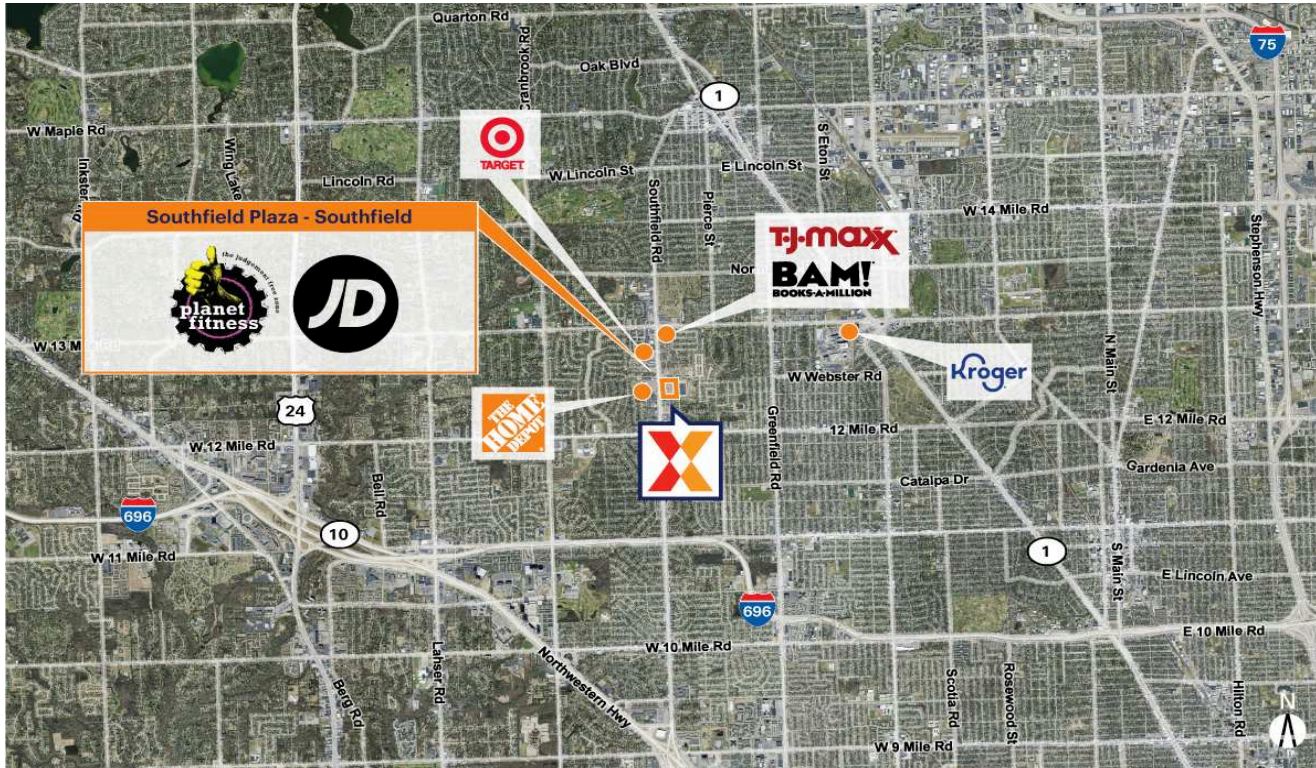 Quarton Rd
Cranbrook Rd
Oak Blvd
75
1
W Maple Rd
TARGET
S Eton St
E Lincoln St
W Lincoln St
Wing Lake
Lincoln Rd
Southfield Rd
Pierce St
W 14 Mile Rd
Stephenson Hwy
Southfield Plaza - Southfield
the judgement free zone
planet
fitness
JD
T·J·maxx
BAM!
BOOKS-A-MILLION
W 13
Kroger
W Webster Rd
N Main St
THE
HOME
DEPOT
24
X
Greenfield Rd
E 12 Mile Rd
12 Mile Rd
W 12 Mile Rd
Bell Rd
Gardenia Ave
Catalpa Dr
696
10
W 11 Mile Rd
1
S Main St
E Lincoln Ave
696
E 10 Mile Rd
W 10 Mile Rd
Lahser Rd
Northwestern Hwy
Berg Rd
Scotia Rd
Rosewood St
Hilton Rd
N
W 9 Mile Rd